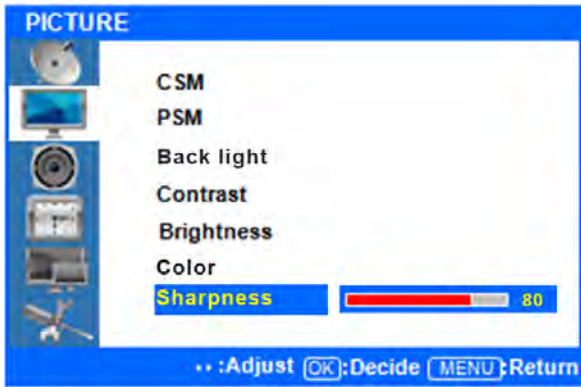 PICTURE
CSM
PSM
Back light
Contrast
Brightness
Color
Sharpness 80
:Adjust OK:Decide MENU:Return